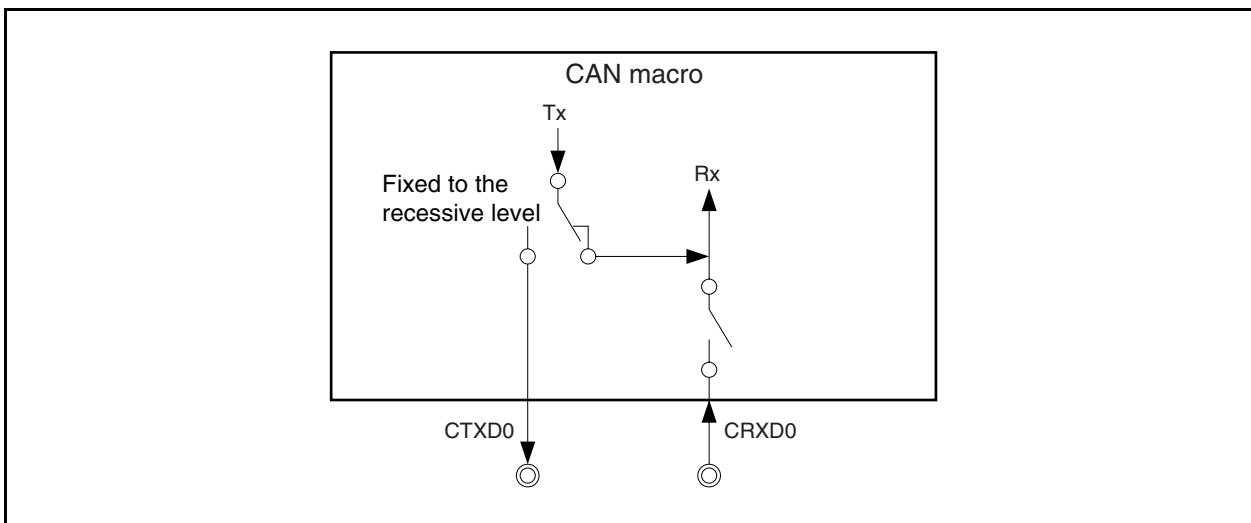 CAN macro
Tx
Rx
Fixed to the
recessive level
CTXD0
CRXD0